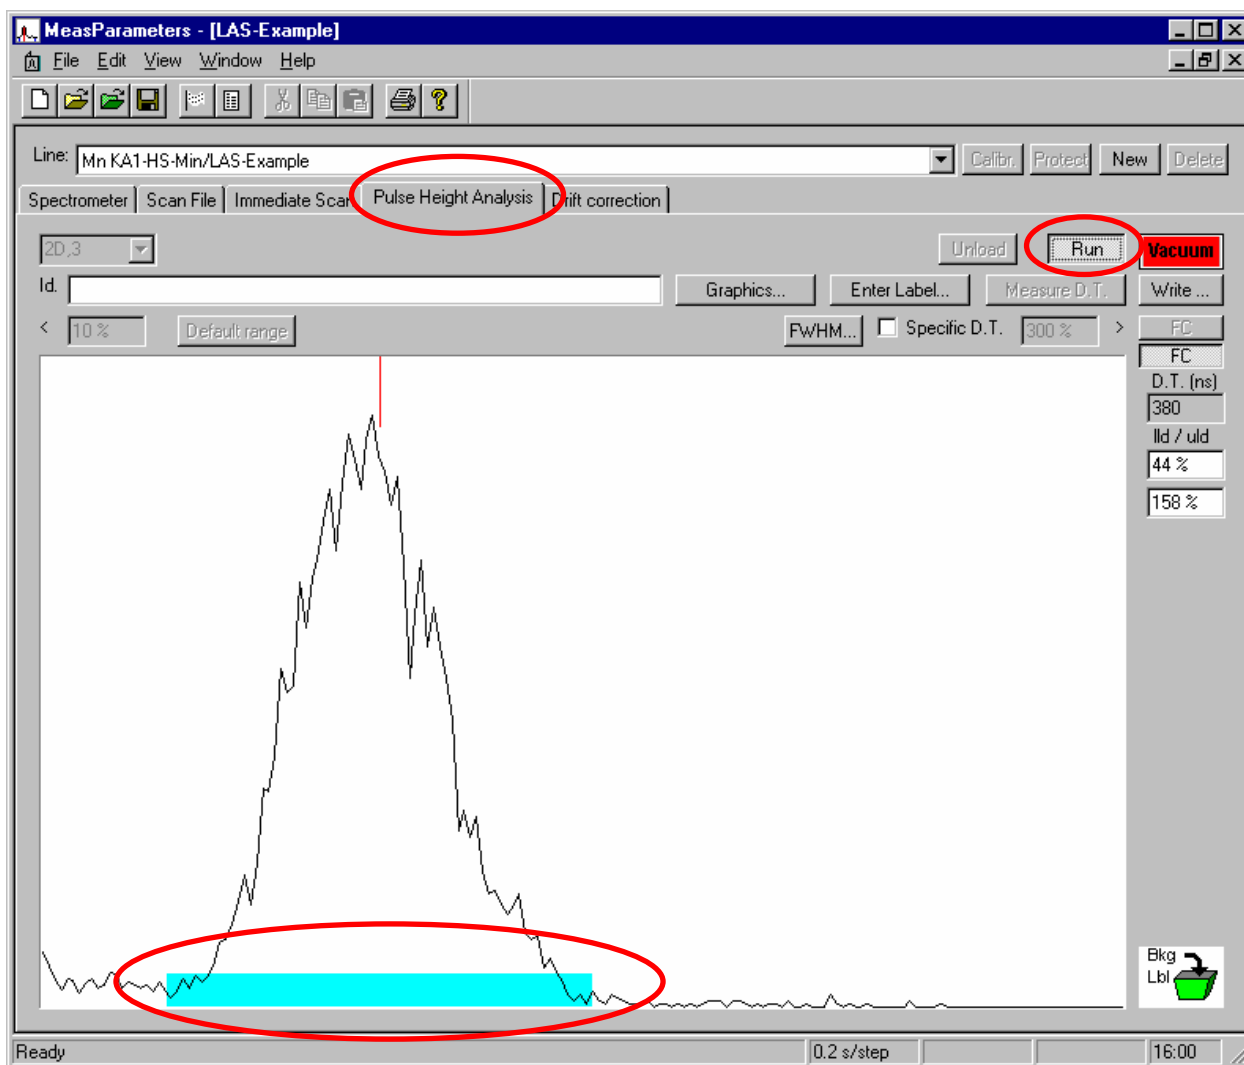 MeasParameters - [LAS-Example]
File Edit View Window Help
Line: Mn KA1-HS-Min/LAS-Example Calibr. Protect New Delete
Spectrometer Scan File Immediate Scan Pulse Height Analysis Drift correction
2D,3 Unload Run Vacuum
Id. Graphics... Enter Label... Measure D.T. Write ...
< 10 % Default range FWHM... Specific D.T. 300 % > FC
FC
D.T. (ns)
380
lld / uld
44 %
158 %
Bkg
Lbl
Ready 0.2 s/step 16:00